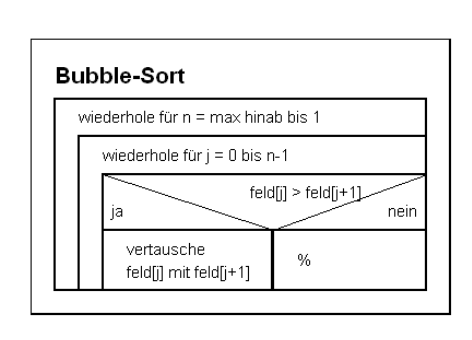 Bubble-Sort
wiederhole für n = max hinab bis 1
wiederhole für j = 0 bis n-1
feld[j] > feld[j+1]
ja
nein
vertausche
feld[j] mit feld[j+1]
%